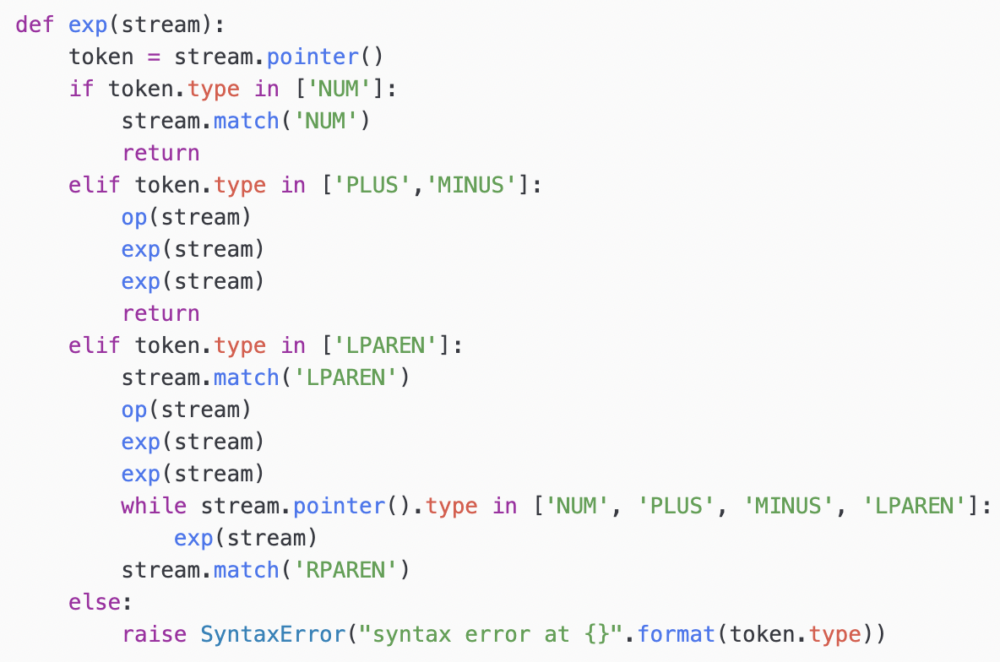 def exp(stream):
    token = stream.pointer()
    if token.type in ['NUM']:
        stream.match('NUM')
        return
    elif token.type in ['PLUS','MINUS']:
        op(stream)
        exp(stream)
        exp(stream)
        return
    elif token.type in ['LPAREN']:
        stream.match('LPAREN')
        op(stream)
        exp(stream)
        exp(stream)
        while stream.pointer().type in ['NUM', 'PLUS', 'MINUS', 'LPAREN']:
            exp(stream)
        stream.match('RPAREN')
    else:
        raise SyntaxError("syntax error at {}".format(token.type))